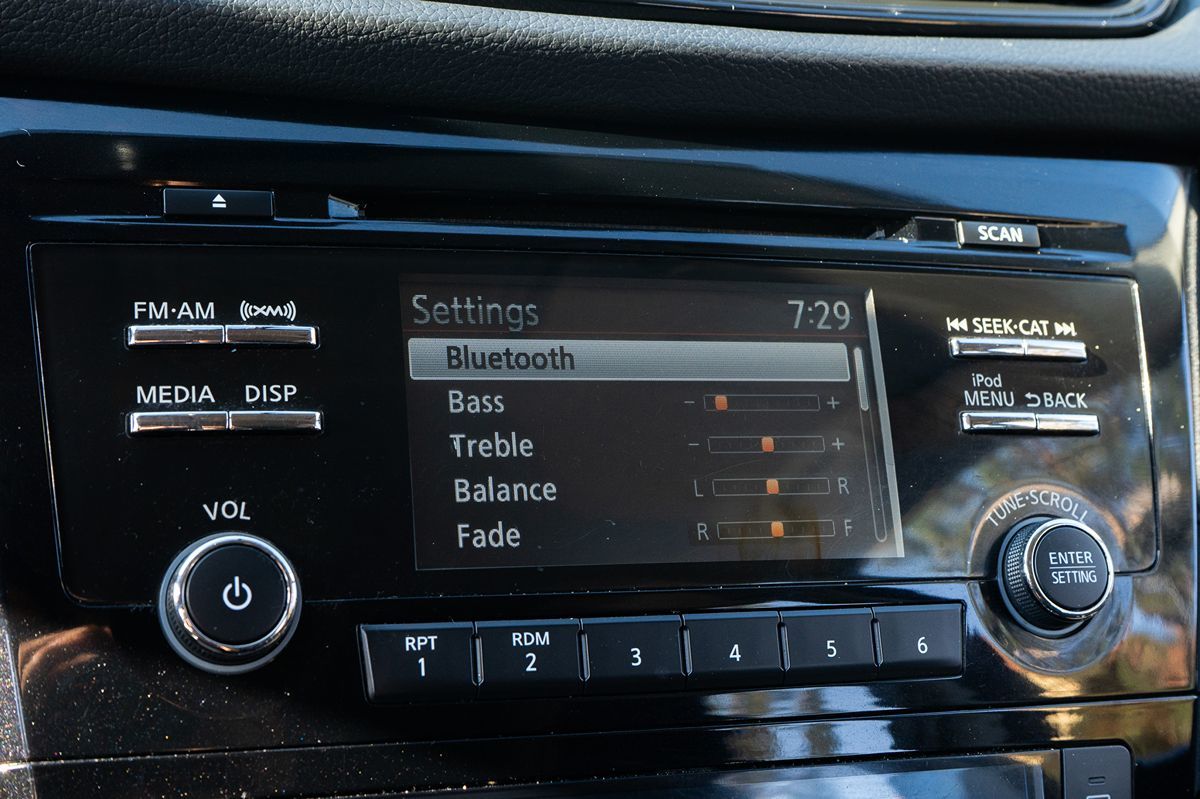 SCAN
FM·AM XM
SEEK·CAT
MEDIA DISP
iPod
MENU BACK
Settings 7:29
Bluetooth
Bass - +
Treble - +
Balance L R
Fade R F
VOL
TUNE·SCROLL
ENTER
SETTING
RPT
1
RDM
2
3
4
5
6